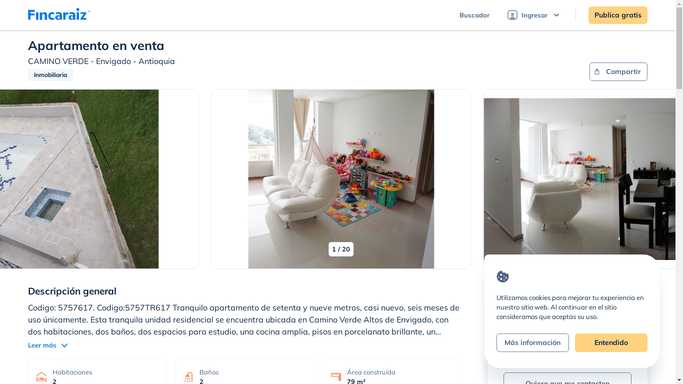 Fincaraiz
Buscador
Ingresar
Publica gratis
Apartamento en venta
CAMINO VERDE - Envigado - Antioquia
Inmobiliaria
Compartir
1 / 20
Descripción general
Codigo: 5757617. Codigo:5757TR617 Tranquilo apartamento de setenta y nueve metros, casi nuevo, seis meses de
uso únicamente. Esta tranquila unidad residencial se encuentra ubicada en Camino Verde Altos de Envigado, con
dos habitaciones, dos baños, dos espacios para estudio, una cocina amplia, pisos en porcelanato brillante, un...
Leer más
Habitaciones
2
Baños
2
Área construida
79 m²
Utilizamos cookies para mejorar tu experiencia en
nuestro sitio web. Al continuar en el sitio
consideramos que aceptas su uso.
Más información
Entendido
Quiero que me contacten